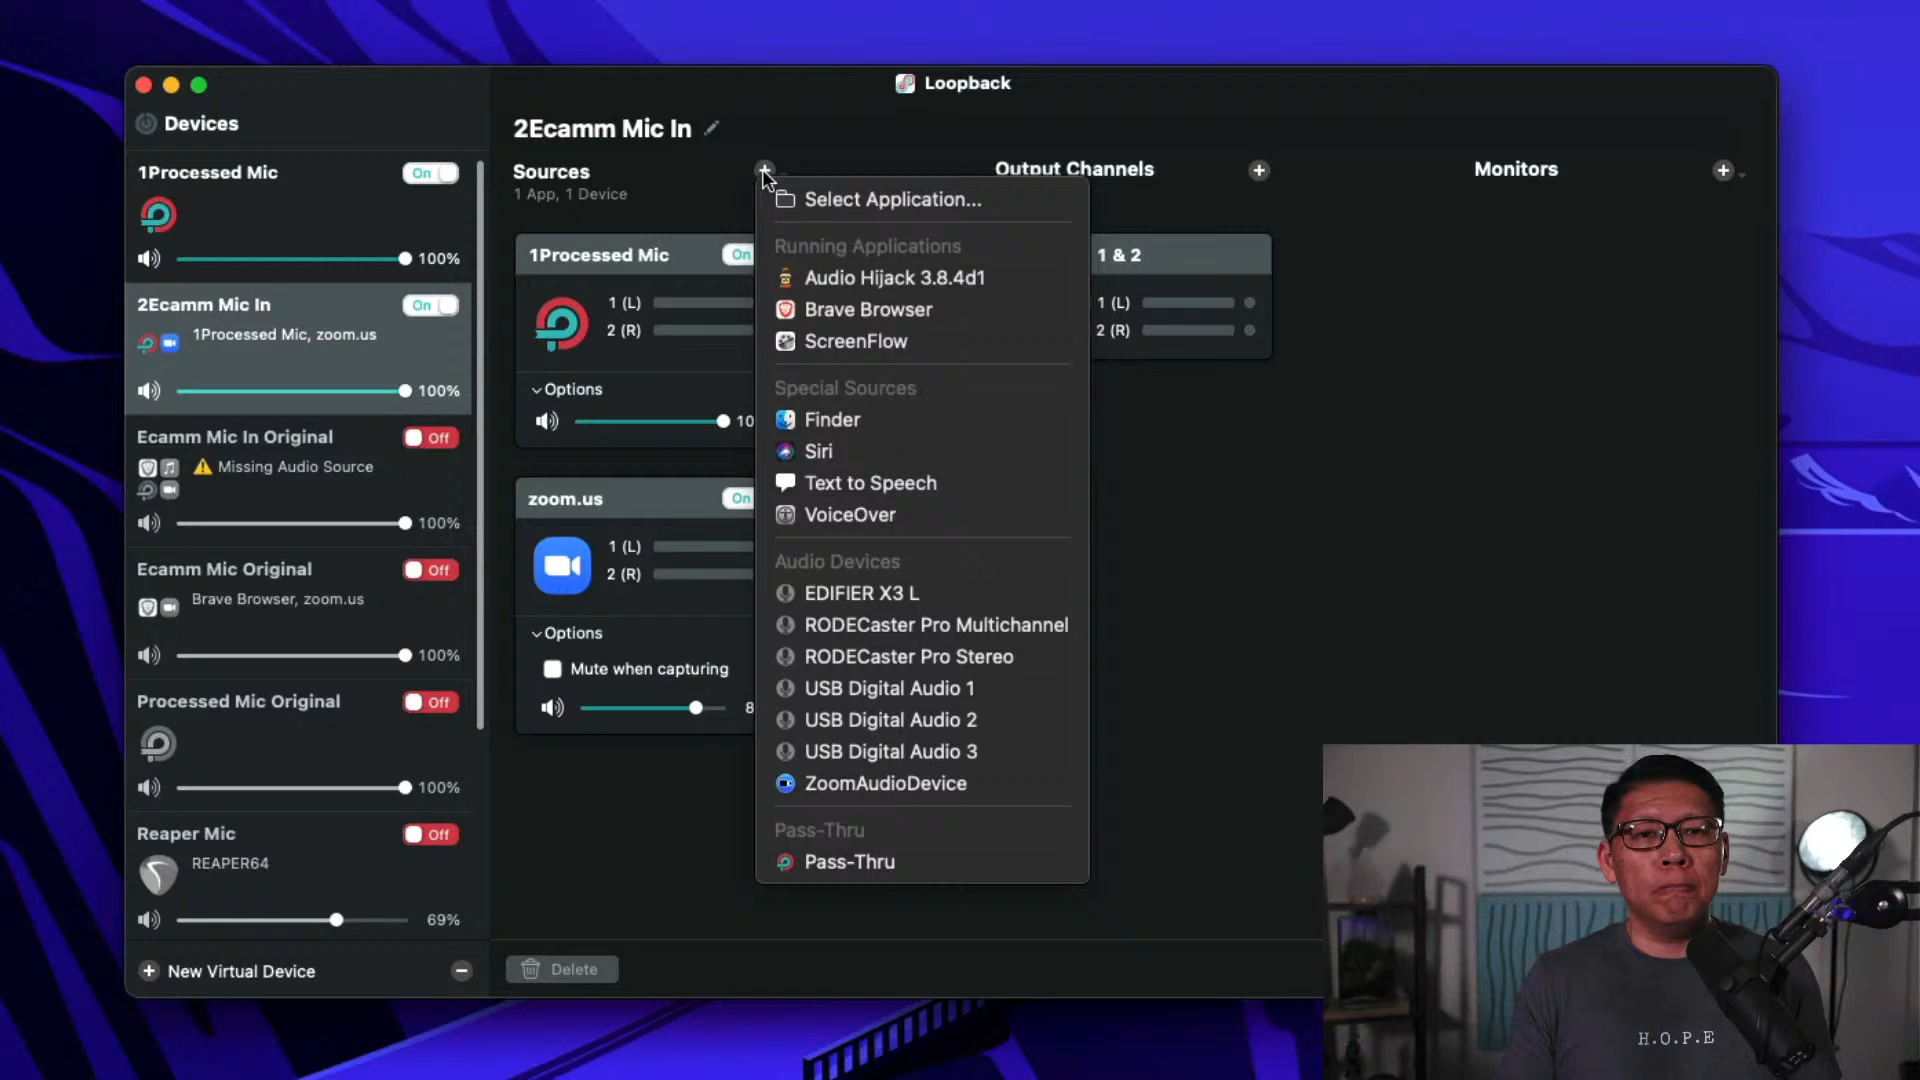 Loopback
Devices
1Processed Mic
On
100%
2Ecamm Mic In
On
1Processed Mic, zoom.us
100%
Ecamm Mic In Original
Off
Missing Audio Source
100%
Ecamm Mic Original
Off
Brave Browser, zoom.us
100%
Processed Mic Original
Off
100%
Reaper Mic
Off
REAPER64
69%
New Virtual Device
2Ecamm Mic In
Sources
1 App, 1 Device
1Processed Mic
On
1 (L)
2 (R)
Options
10
zoom.us
On
1 (L)
2 (R)
Options
Mute when capturing
8
Delete
Select Application...
Running Applications
Audio Hijack 3.8.4d1
Brave Browser
ScreenFlow
Special Sources
Finder
Siri
Text to Speech
VoiceOver
Audio Devices
EDIFIER X3 L
RODECaster Pro Multichannel
RODECaster Pro Stereo
USB Digital Audio 1
USB Digital Audio 2
USB Digital Audio 3
ZoomAudioDevice
Pass-Thru
Pass-Thru
Output Channels
1 & 2
1 (L)
2 (R)
Monitors
H.O.P.E